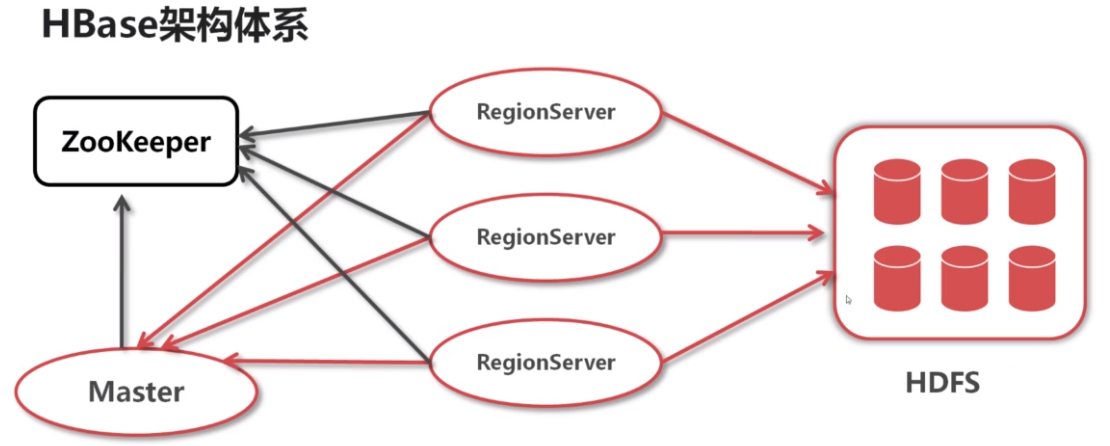 HBase架构体系
ZooKeeper
RegionServer
RegionServer
RegionServer
Master
HDFS